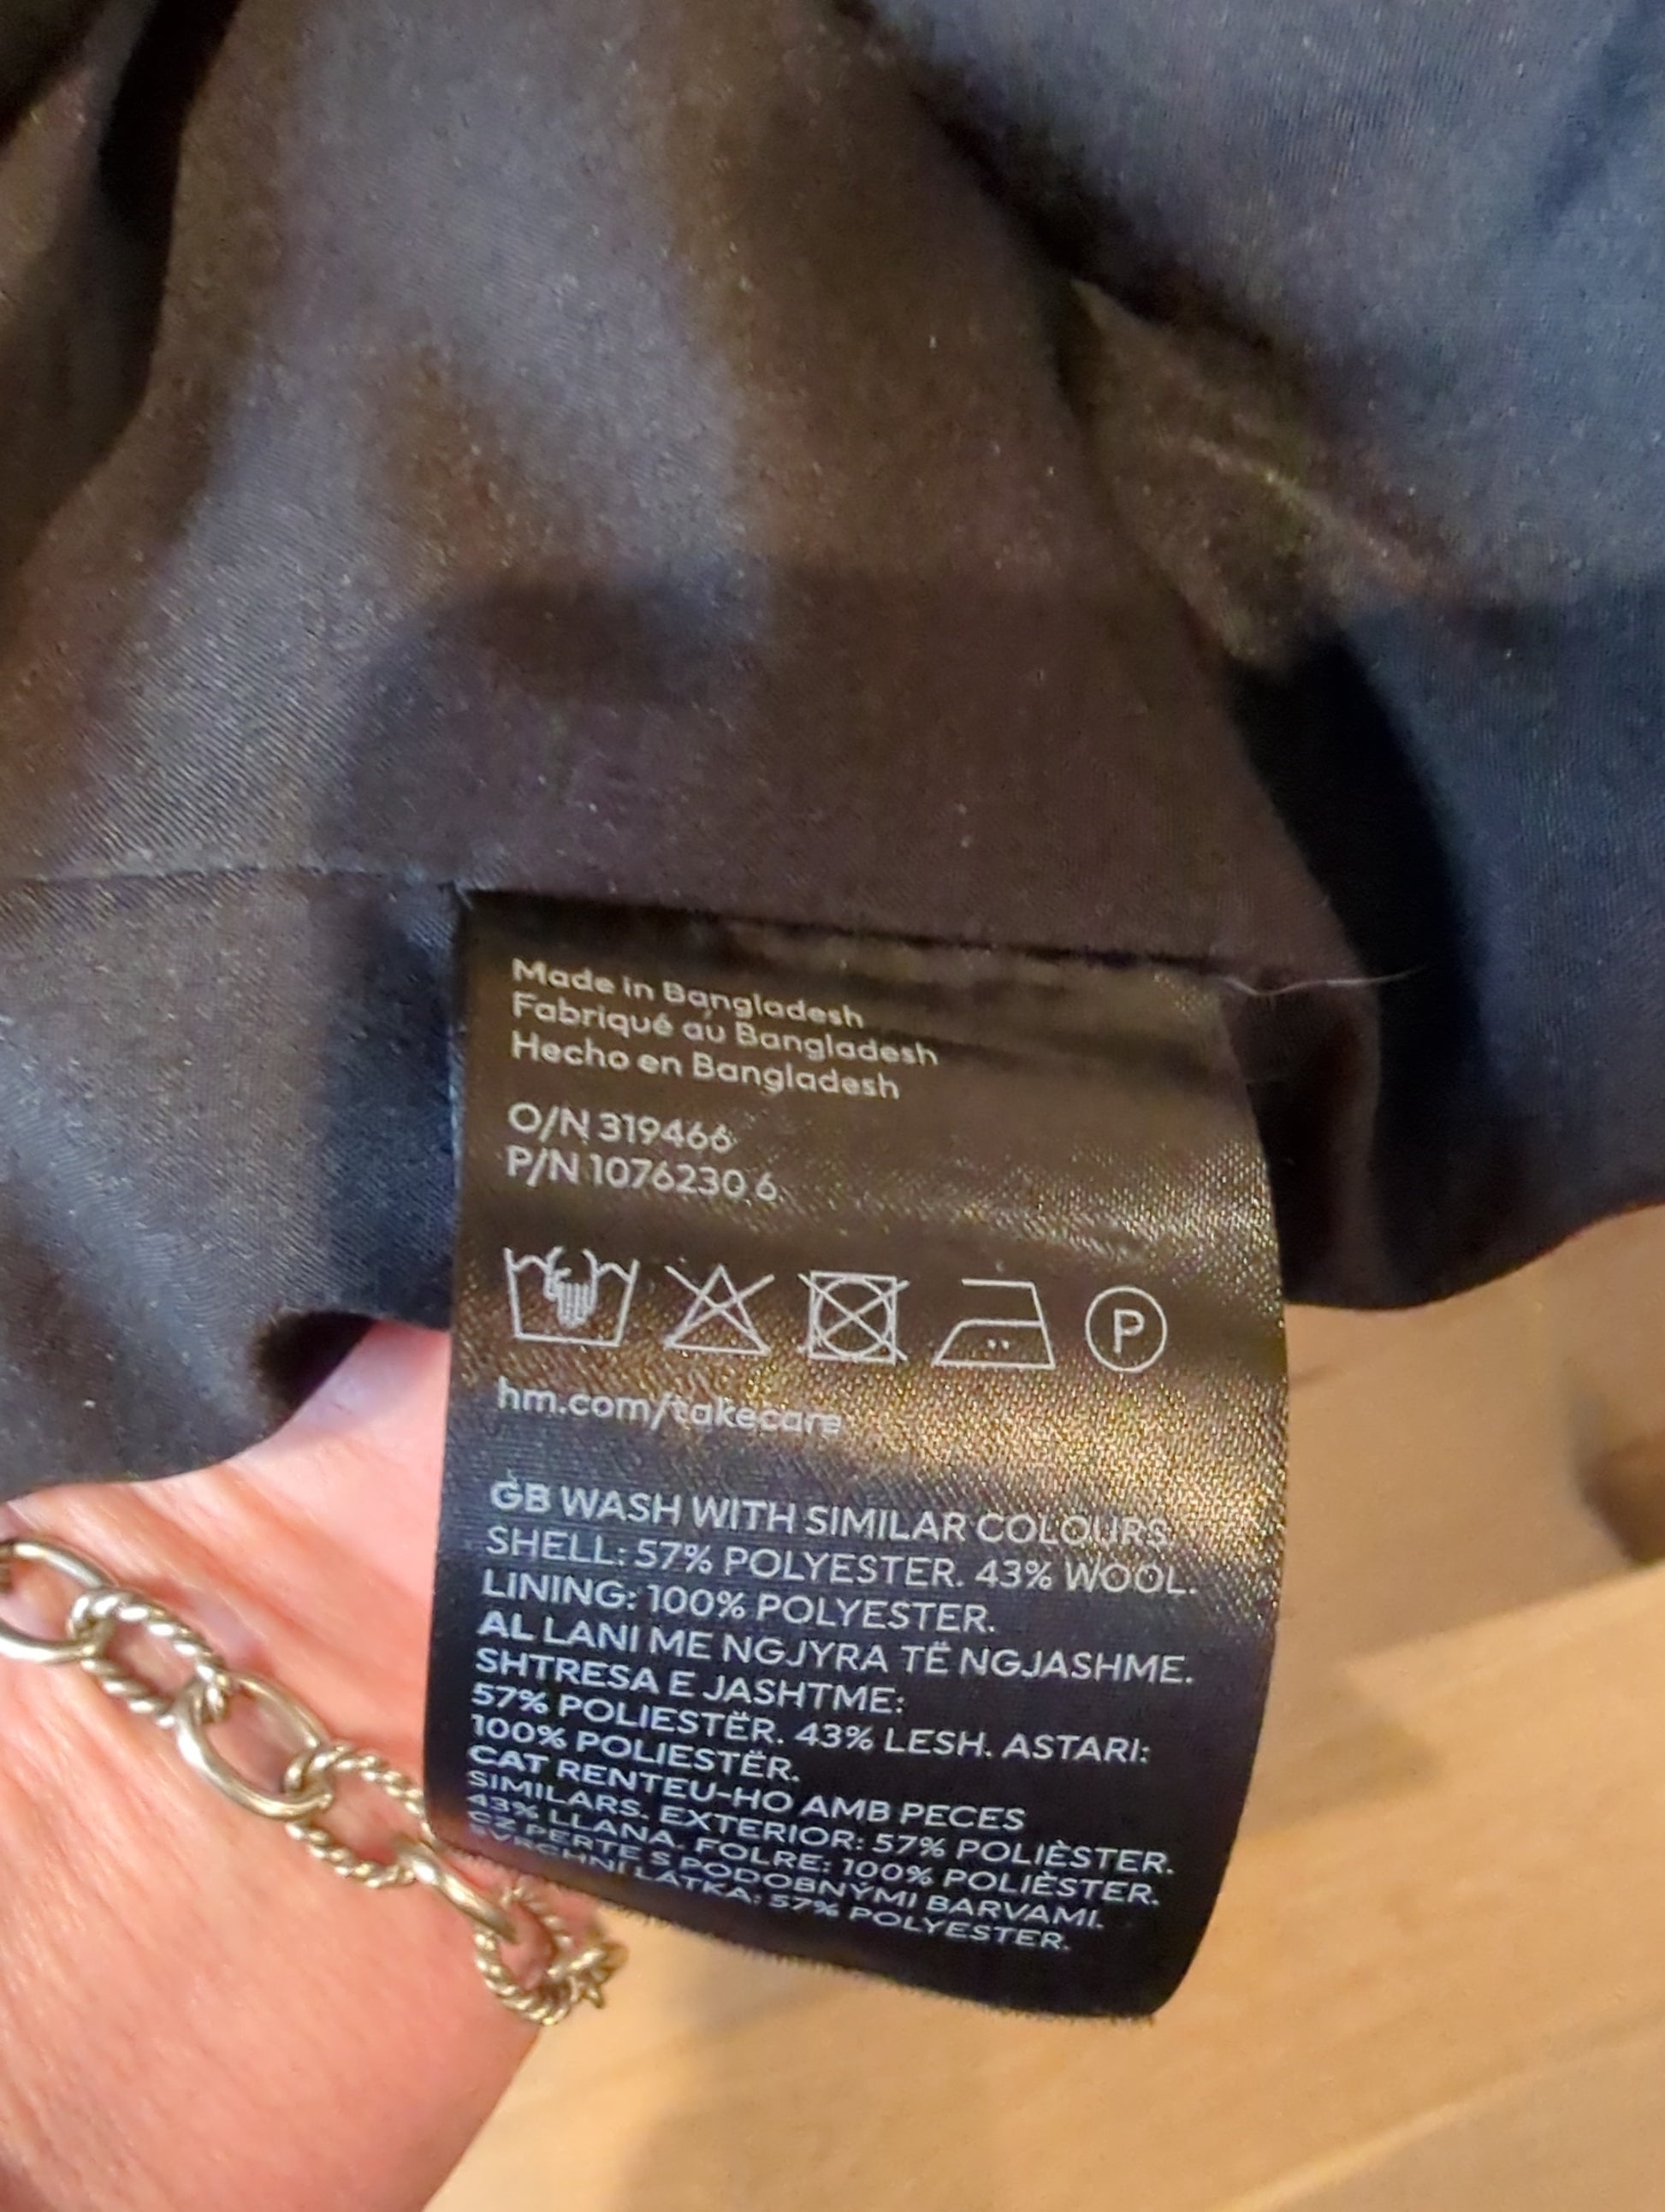 Made in Bangladesh
Fabriqué au Bangladesh
Hecho en Bangladesh
O/N 319466
P/N 1076230 6
P
hm.com/takecare
GB WASH WITH SIMILAR COLOURS.
SHELL: 57% POLYESTER. 43% WOOL.
LINING: 100% POLYESTER.
AL LANI ME NGJYRA TË NGJASHME.
SHTRESA E JASHTME:
57% POLIESTËR. 43% LESH. ASTARI:
100% POLIESTËR.
CAT RENTEU-HO AMB PECES
SIMILARS. EXTERIOR: 57% POLIÈSTER.
43% LLANA. FOLRE: 100% POLIÈSTER.
CZ PERTE S PODOBNÝMI BARVAMI.
SVRCHNÍ LÁTKA: 57% POLYESTER.